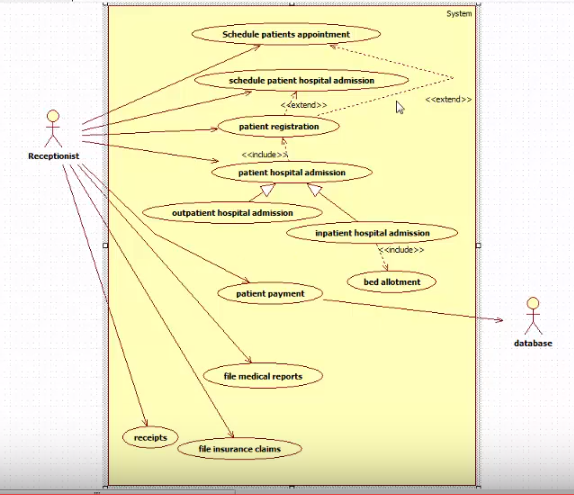 System
Schedule patients appointment
schedule patient hospital admission
<<extend>>
<<extend>>
patient registration
Receptionist
<<include>>
patient hospital admission
outpatient hospital admission
inpatient hospital admission
<<include>>
bed allotment
patient payment
database
file medical reports
receipts
file insurance claims